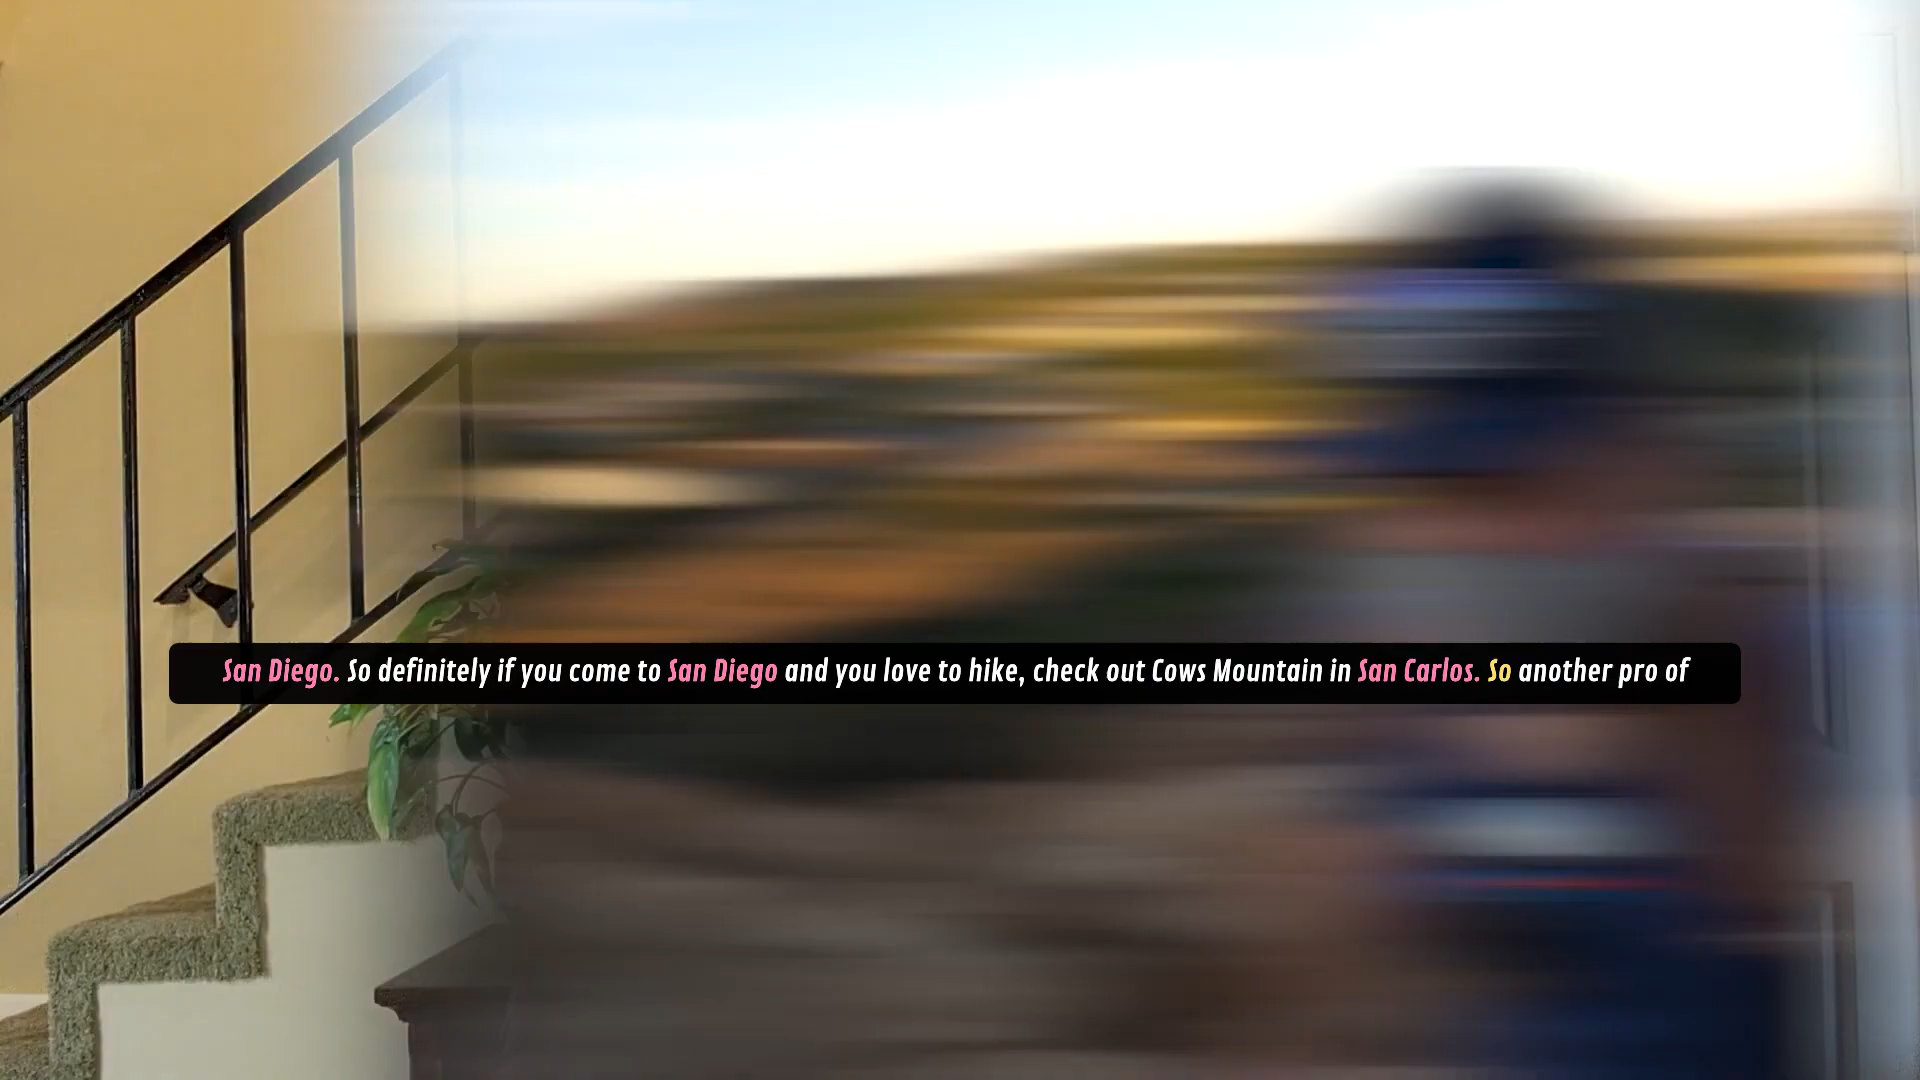 San Diego. So definitely if you come to San Diego and you love to hike, check out Cows Mountain in San Carlos. So another pro of